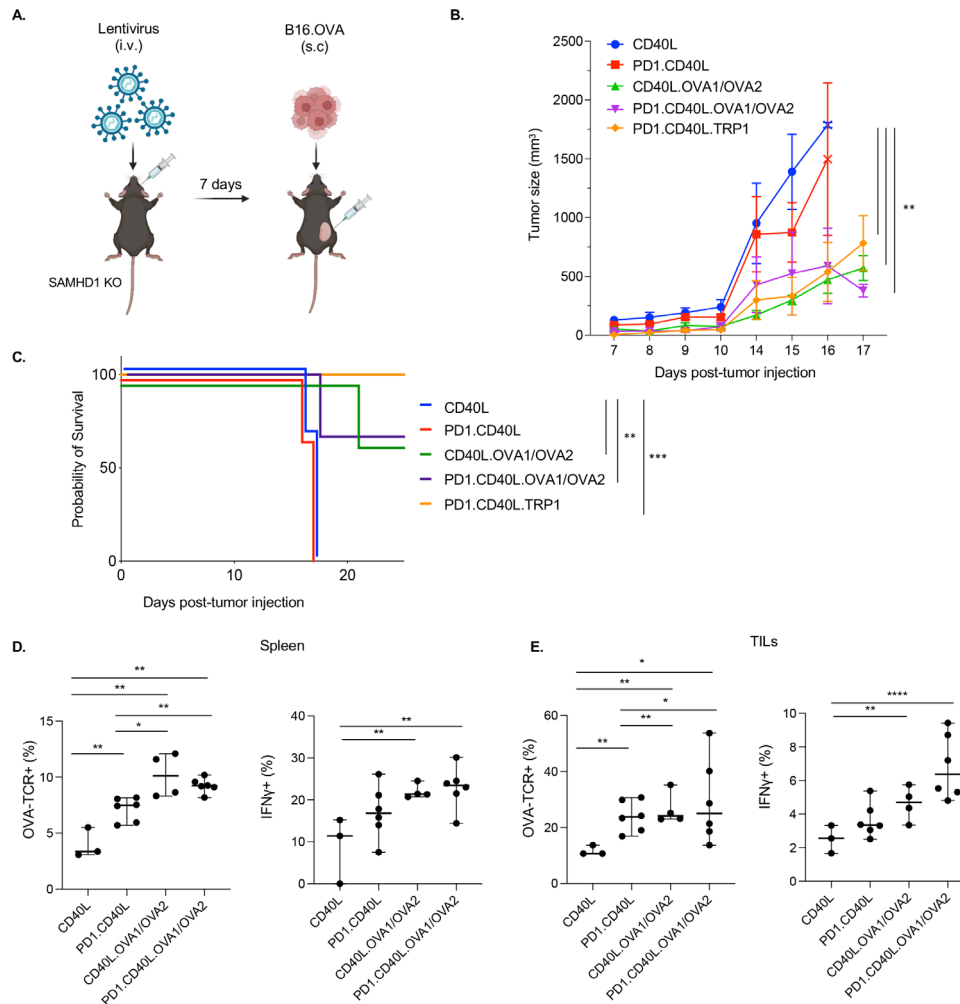 A.
Lentivirus
(i.v.)
B16.OVA
(s.c)
7 days
SAMHD1 KO
B.
Tumor size (mm³)
2500
2000
1500
1000
500
0
CD40L
PD1.CD40L
CD40L.OVA1/OVA2
PD1.CD40L.OVA1/OVA2
PD1.CD40L.TRP1
**
7 8 9 10 14 15 16 17
Days post-tumor injection
C.
Probability of Survival
100
50
0
0 10 20
Days post-tumor injection
CD40L
PD1.CD40L
CD40L.OVA1/OVA2
PD1.CD40L.OVA1/OVA2
PD1.CD40L.TRP1
**
***
D.
Spleen
OVA-TCR+ (%)
15
10
5
0
**
**
**
*
**
CD40L
PD1.CD40L
CD40L.OVA1/OVA2
PD1.CD40L.OVA1/OVA2
IFNγ+ (%)
40
30
20
10
0
**
**
CD40L
PD1.CD40L
CD40L.OVA1/OVA2
PD1.CD40L.OVA1/OVA2
E.
TILs
OVA-TCR+ (%)
60
40
20
0
*
**
*
**
**
CD40L
PD1.CD40L
CD40L.OVA1/OVA2
PD1.CD40L.OVA1/OVA2
IFNγ+ (%)
10
8
6
4
2
0
****
**
CD40L
PD1.CD40L
CD40L.OVA1/OVA2
PD1.CD40L.OVA1/OVA2